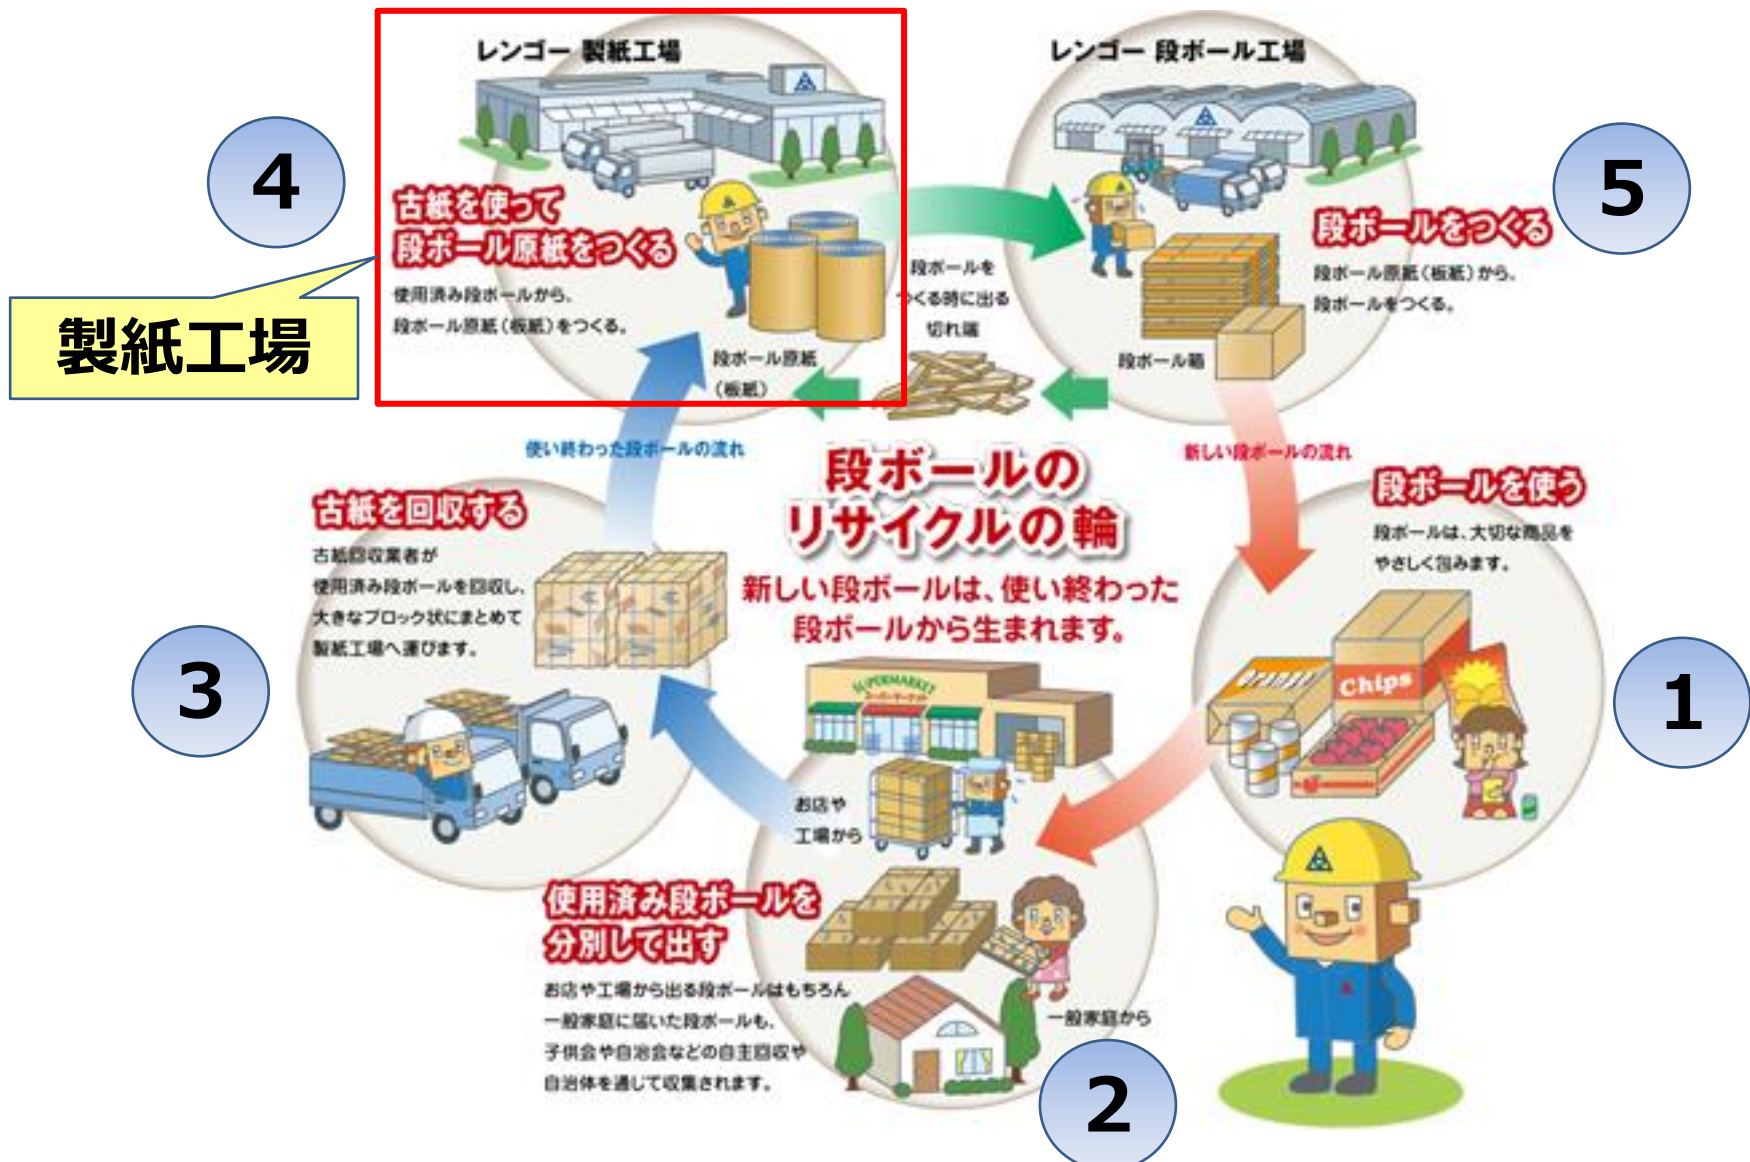 レンゴー 製紙工場
4
古紙を使って
段ボール原紙をつくる
使用済み段ボールから、
段ボール原紙（板紙）をつくる。
段ボール原紙
（板紙）
製紙工場
レンゴー 段ボール工場
5
段ボールをつくる
段ボール原紙（板紙）から、
段ボールをつくる。
段ボール箱
段ボールを
つくる時に出る
切れ端
使い終わった段ボールの流れ
新しい段ボールの流れ
段ボールの
リサイクルの輪
新しい段ボールは、使い終わった
段ボールから生まれます。
段ボールを使う
段ボールは、大切な商品を
やさしく包みます。
Orange
Chips
1
古紙を回収する
古紙回収業者が
使用済み段ボールを回収し、
大きなブロック状にまとめて
製紙工場へ運びます。
3
SUPERMARKET
スーパーマーケット
お店や
工場から
使用済み段ボールを
分別して出す
お店や工場から出る段ボールはもちろん
一般家庭に届いた段ボールも、
子供会や自治会などの自主回収や
自治体を通じて収集されます。
一般家庭から
2